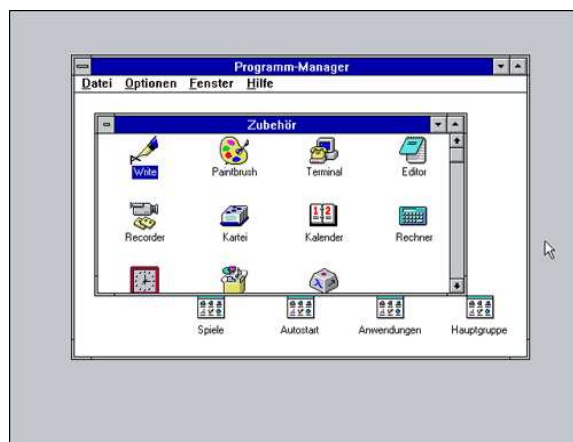 Programm-Manager
Datei Optionen Fenster Hilfe
Zubehör
Write Paintbrush Terminal Editor
Recorder Kartei Kalender Rechner
Spiele Autostart Anwendungen Hauptgruppe